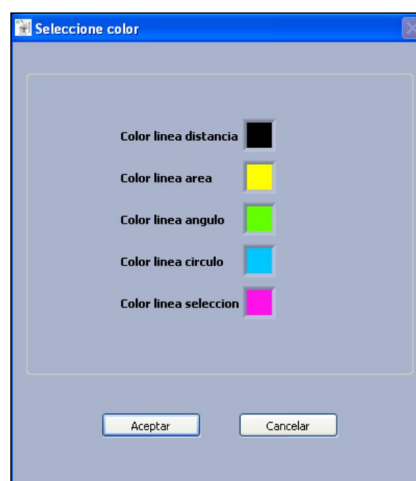 Seleccione color
Color linea distancia
Color linea area
Color linea angulo
Color linea circulo
Color linea seleccion
Aceptar Cancelar